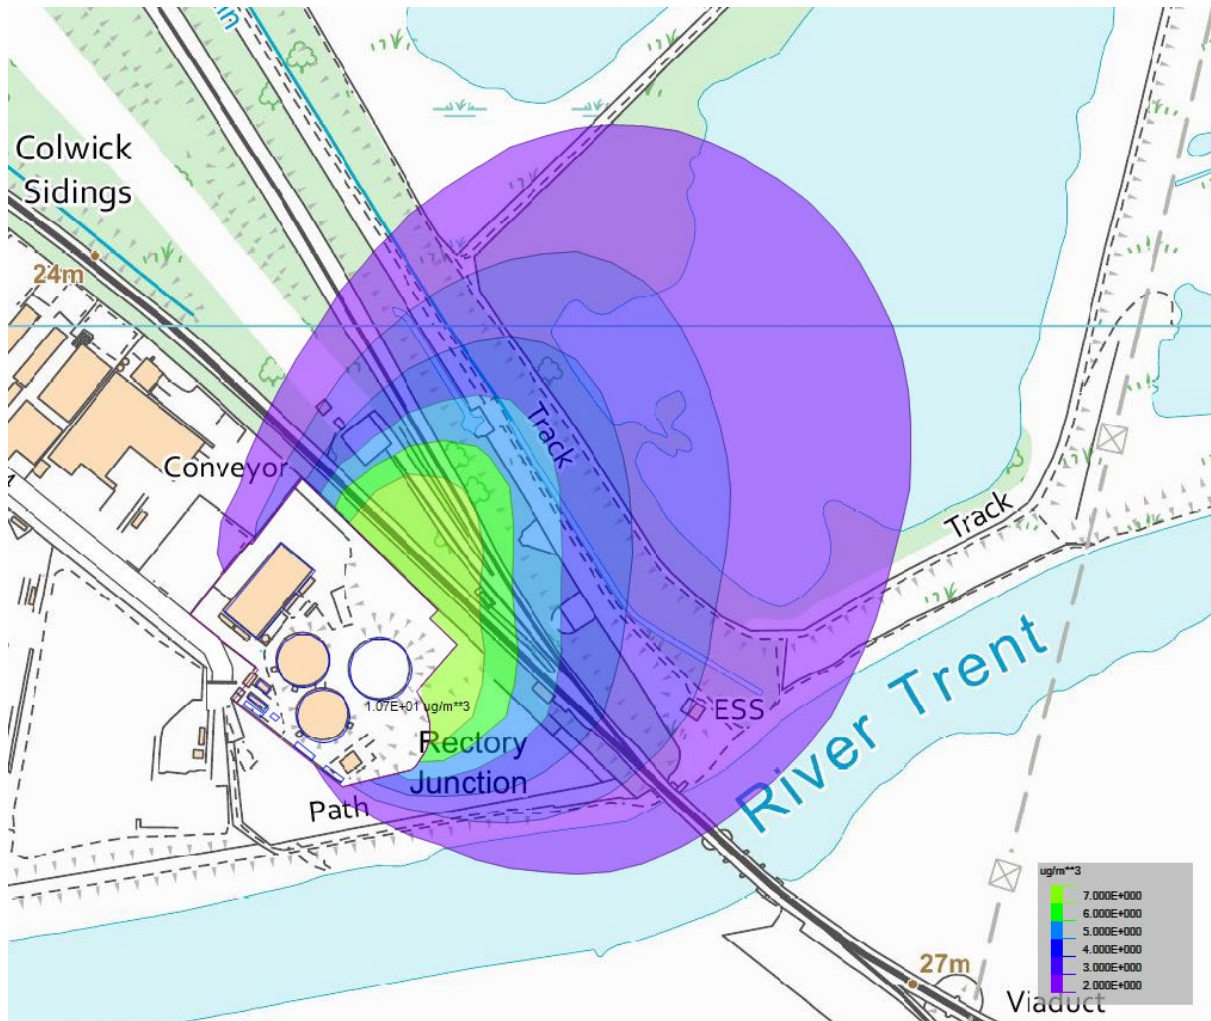 in
Colwick
Sidings
24m
Conveyor
Track
Track
1.07E+01 ug/m**3
ESS
Rectory
Junction
Path
River Trent
27m
Viaduct
ug/m**3
7.000E+000
6.000E+000
5.000E+000
4.000E+000
3.000E+000
2.000E+000